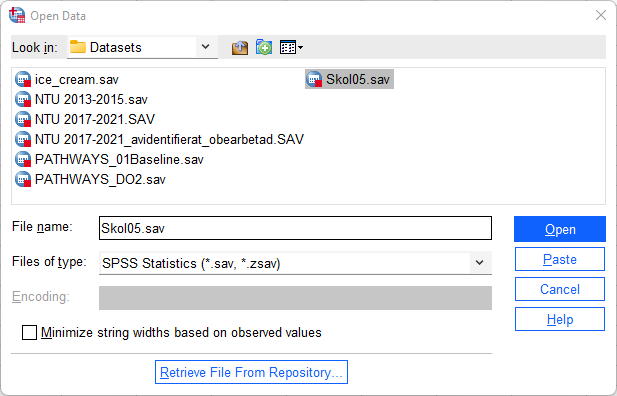 Open Data
Look in: Datasets
ice_cream.sav
NTU 2013-2015.sav
NTU 2017-2021.SAV
NTU 2017-2021_avidentifierat_obearbetad.SAV
PATHWAYS_01Baseline.sav
PATHWAYS_DO2.sav
Skol05.sav
File name: Skol05.sav
Open
Files of type: SPSS Statistics (*.sav, *.zsav)
Paste
Encoding:
Cancel
Help
Minimize string widths based on observed values
Retrieve File From Repository...